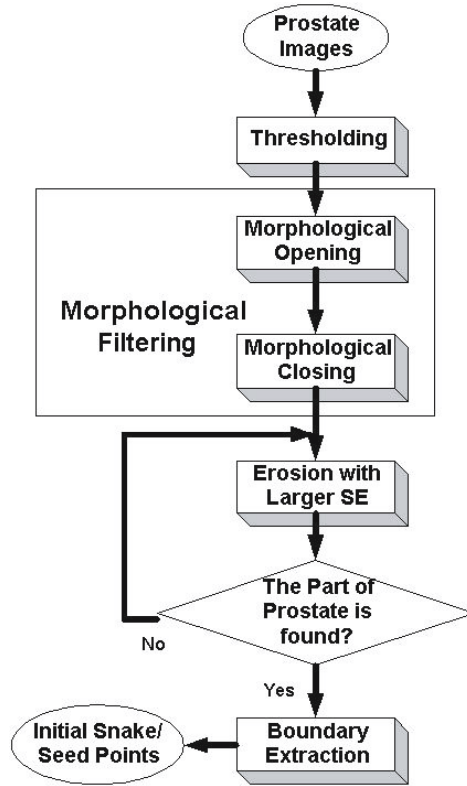 Prostate
Images
Thresholding
Morphological
Opening
Morphological
Filtering
Morphological
Closing
Erosion with
Larger SE
The Part of
Prostate is
found?
No
Yes
Initial Snake/
Seed Points
Boundary
Extraction